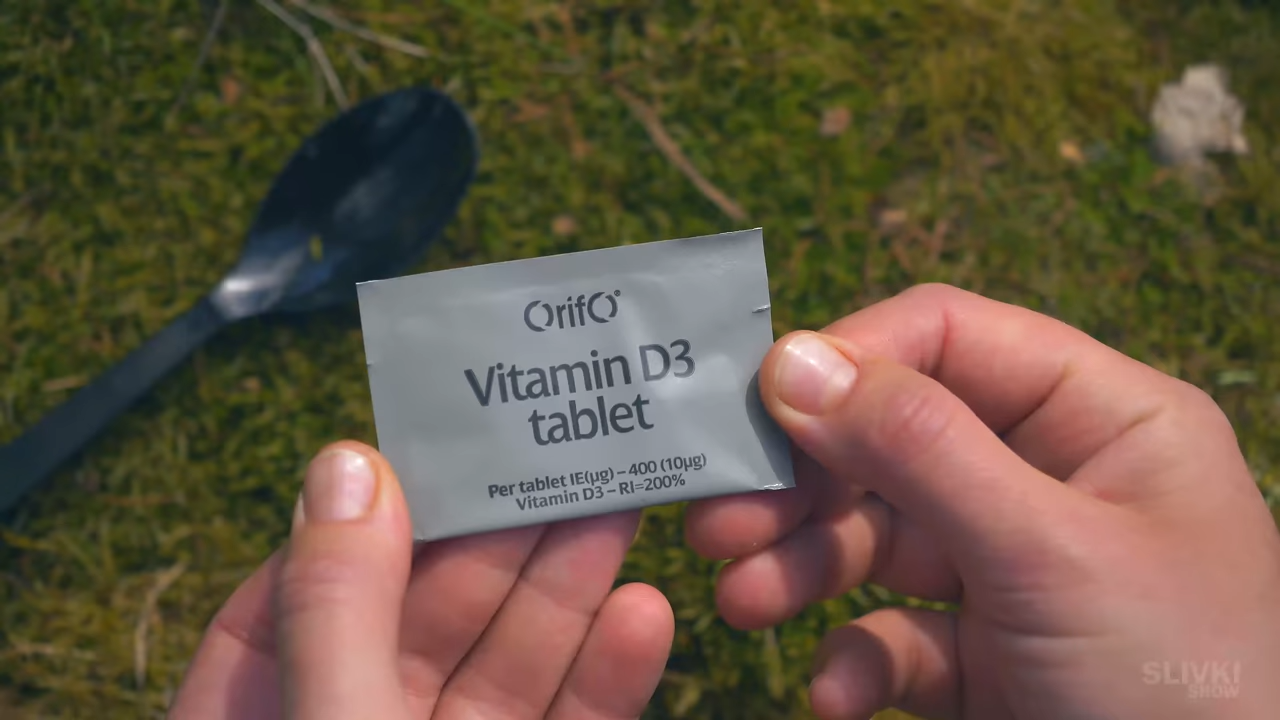 OrifO®
Vitamin D3
tablet
Per tablet IE(µg) – 400 (10µg)
Vitamin D3 – RI=200%
SLIVKI
SHOW